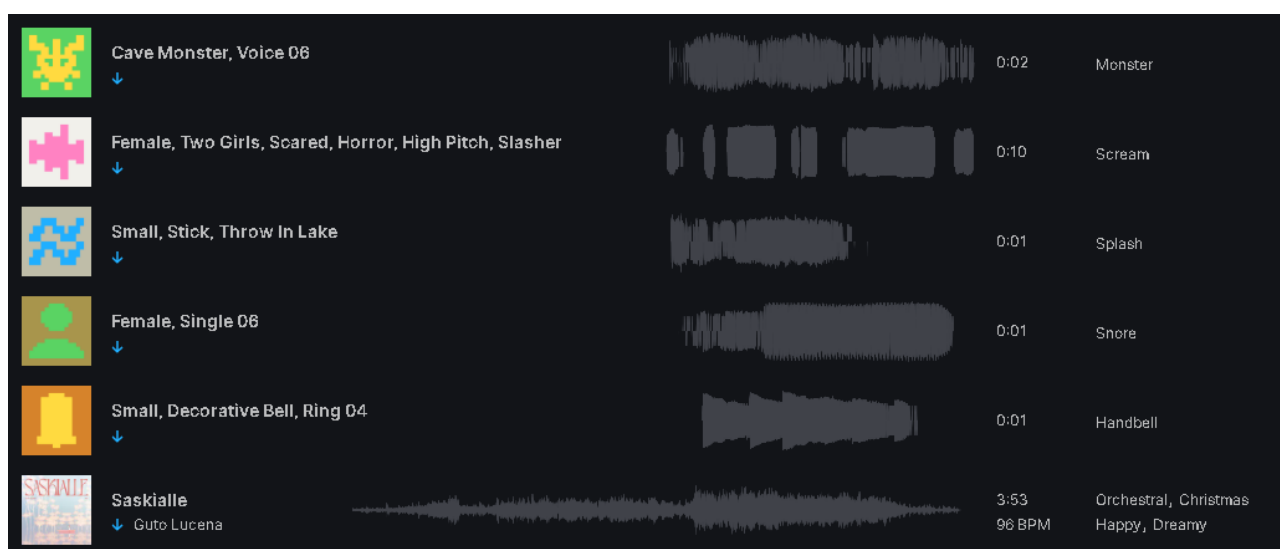 Cave Monster, Voice 06
0:02
Monster
Female, Two Girls, Scared, Horror, High Pitch, Slasher
0:10
Scream
Small, Stick, Throw In Lake
0:01
Splash
Female, Single 06
0:01
Snore
Small, Decorative Bell, Ring 04
0:01
Handbell
SASKIALLE
Saskialle
3:53
Orchestral, Christmas
Guto Lucena
96 BPM
Happy, Dreamy